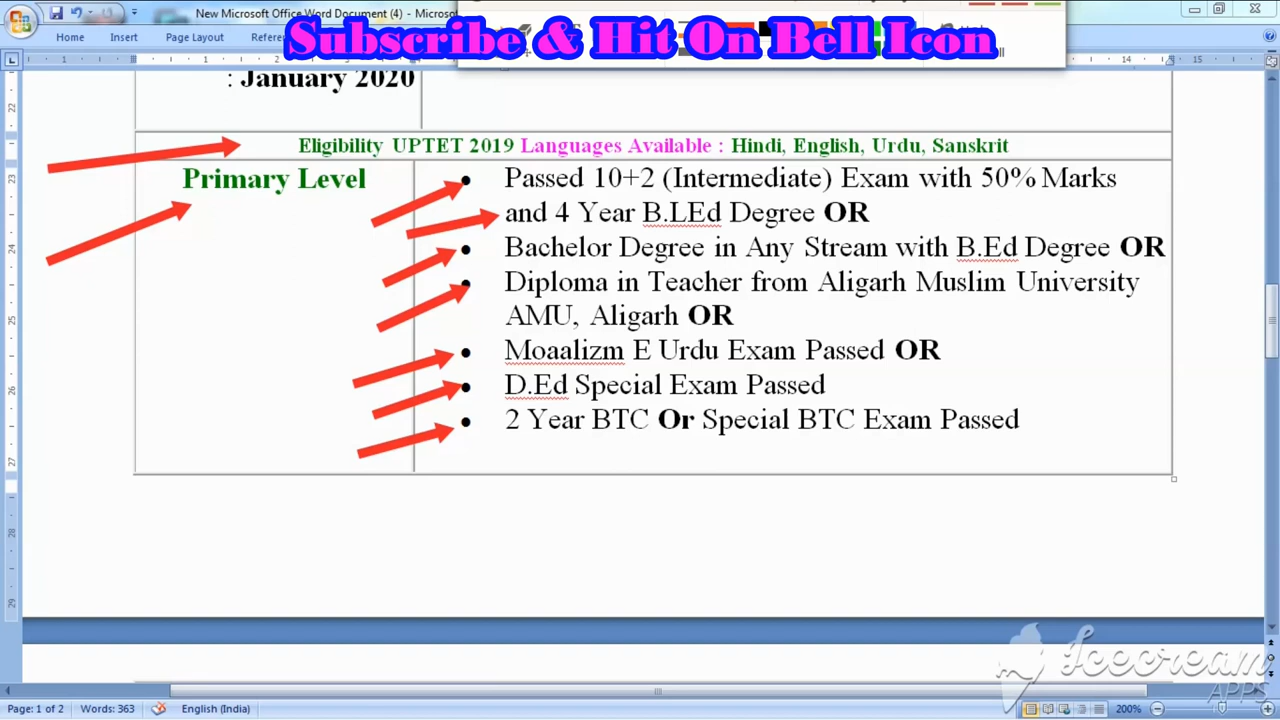 New Microsoft Office Word Document (4) - Microsof
Subscribe & Hit On Bell Icon
Home Insert Page Layout Refere
: January 2020
Eligibility UPTET 2019 Languages Available : Hindi, English, Urdu, Sanskrit
Primary Level
• Passed 10+2 (Intermediate) Exam with 50% Marks
and 4 Year B.LEd Degree OR
• Bachelor Degree in Any Stream with B.Ed Degree OR
• Diploma in Teacher from Aligarh Muslim University
AMU, Aligarh OR
• Moaalizm E Urdu Exam Passed OR
• D.Ed Special Exam Passed
• 2 Year BTC Or Special BTC Exam Passed
Icecream
APPS
Page: 1 of 2 Words: 363 English (India) 200%